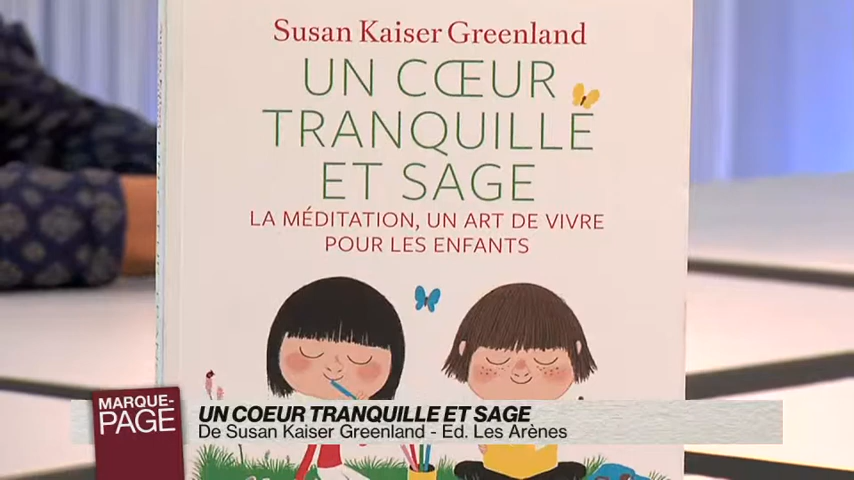 Susan Kaiser Greenland
UN CŒUR
TRANQUILLE
ET SAGE
LA MÉDITATION, UN ART DE VIVRE
POUR LES ENFANTS
MARQUE-
PAGE
UN COEUR TRANQUILLE ET SAGE
De Susan Kaiser Greenland - Ed. Les Arènes